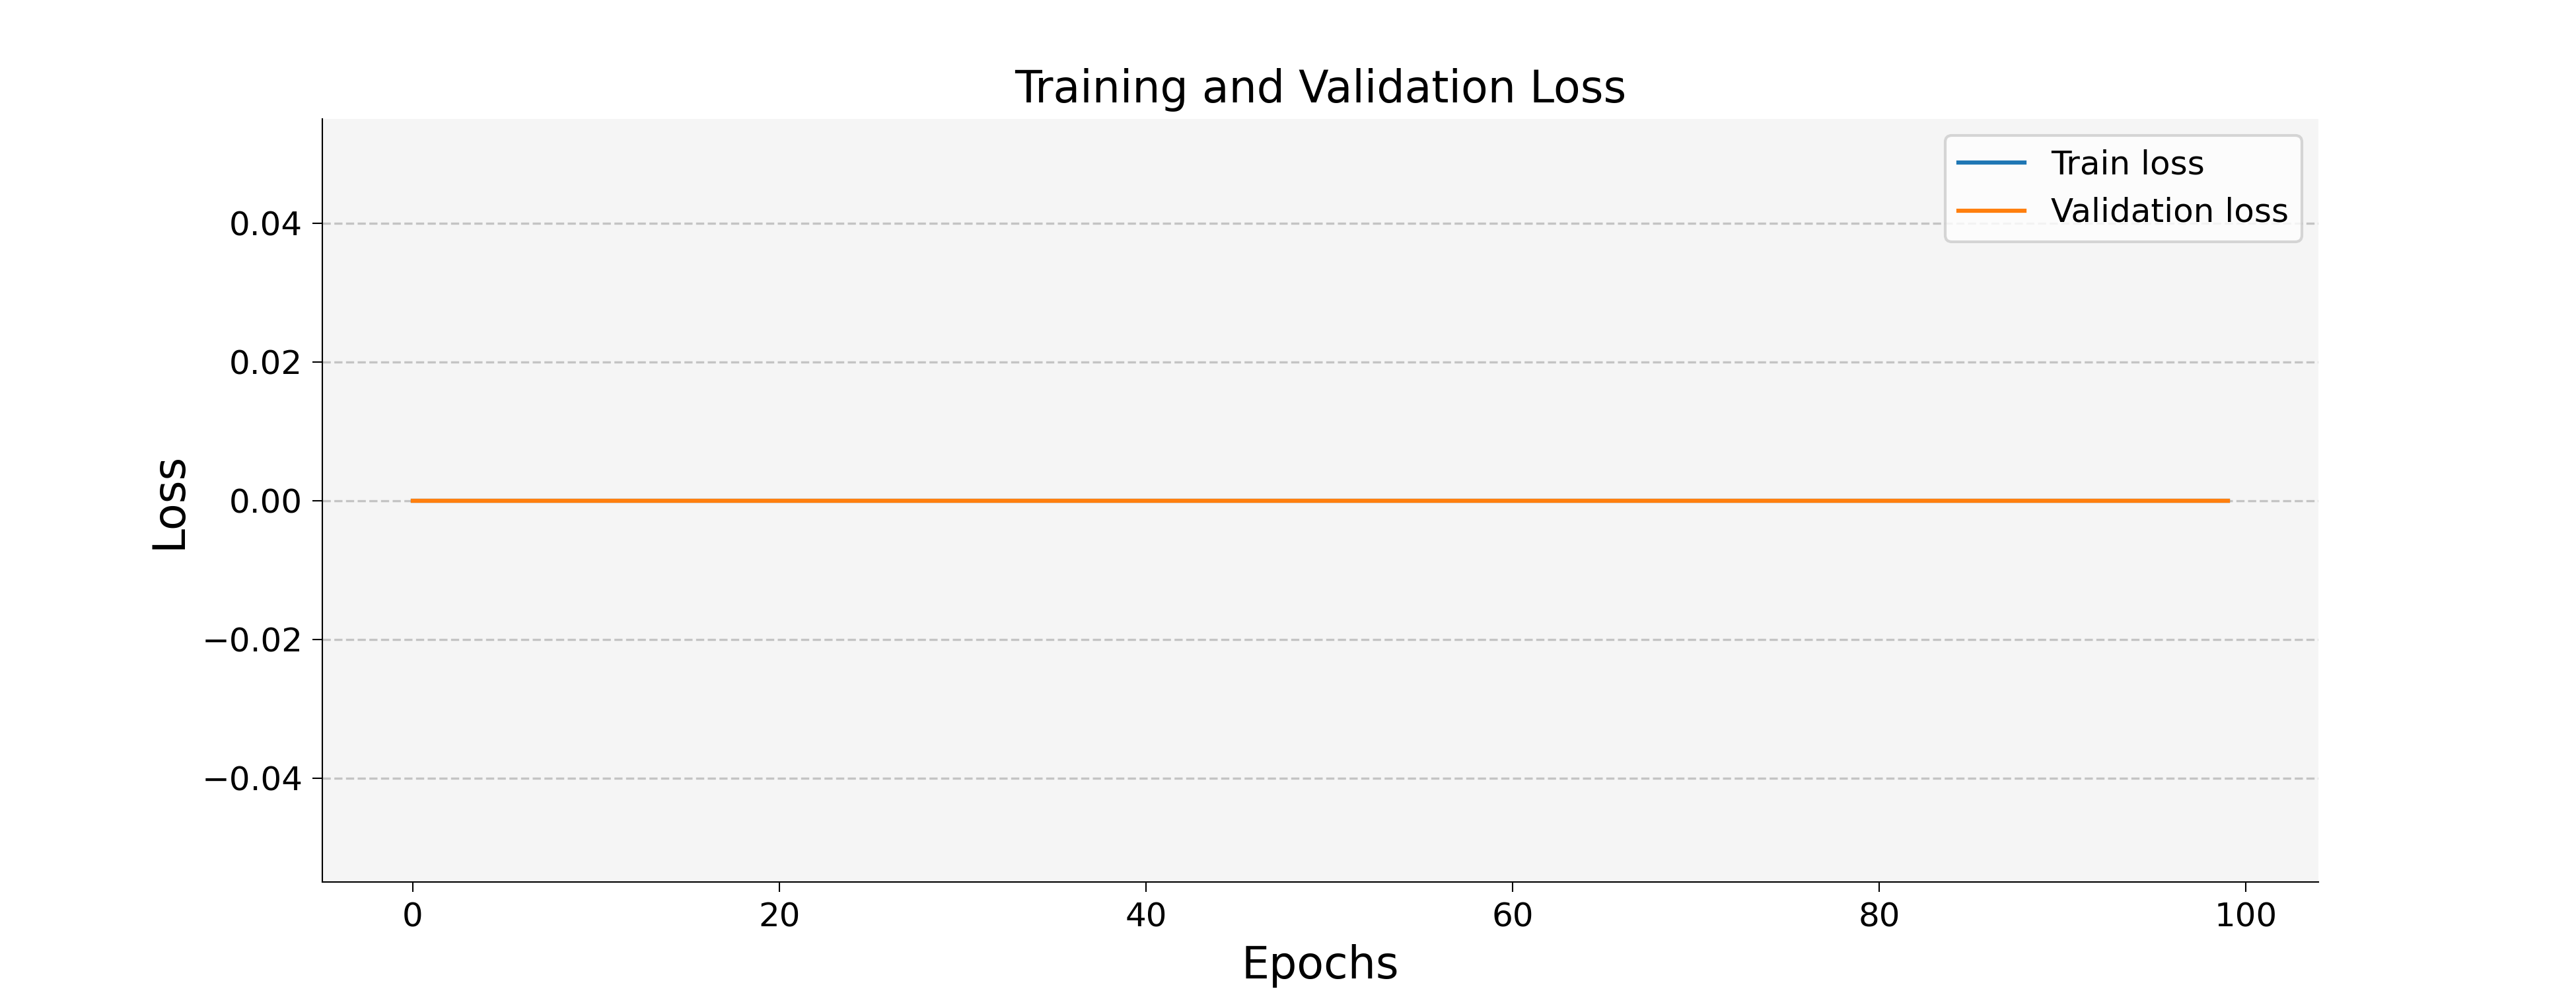 Training and Validation Loss
Train loss
Validation loss
0.04
0.02
0.00
−0.02
−0.04
Loss
0 20 40 60 80 100
Epochs